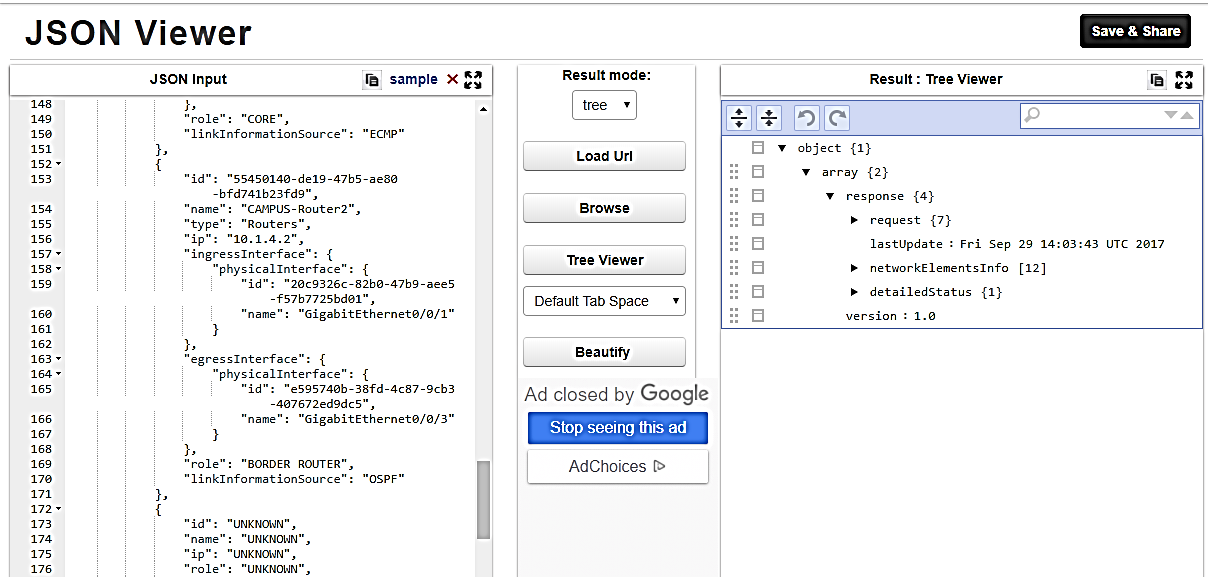 JSON Viewer
Save & Share
JSON Input
sample
148 },
149 "role": "CORE",
150 "linkInformationSource": "ECMP"
151 },
152 {
153 "id": "55450140-de19-47b5-ae80
-bfd741b23fd9",
154 "name": "CAMPUS-Router2",
155 "type": "Routers",
156 "ip": "10.1.4.2",
157 "ingressInterface": {
158 "physicalInterface": {
159 "id": "20c9326c-82b0-47b9-aee5
-f57b7725bd01",
160 "name": "GigabitEthernet0/0/1"
161 }
162 },
163 "egressInterface": {
164 "physicalInterface": {
165 "id": "e595740b-38fd-4c87-9cb3
-407672ed9dc5",
166 "name": "GigabitEthernet0/0/3"
167 }
168 },
169 "role": "BORDER ROUTER",
170 "linkInformationSource": "OSPF"
171 },
172 {
173 "id": "UNKNOWN",
174 "name": "UNKNOWN",
175 "ip": "UNKNOWN",
176 "role": "UNKNOWN",
Result mode:
tree
Load Url
Browse
Tree Viewer
Default Tab Space
Beautify
Ad closed by Google
Stop seeing this ad
AdChoices
Result : Tree Viewer
object {1}
array {2}
response {4}
request {7}
lastUpdate : Fri Sep 29 14:03:43 UTC 2017
networkElementsInfo [12]
detailedStatus {1}
version : 1.0